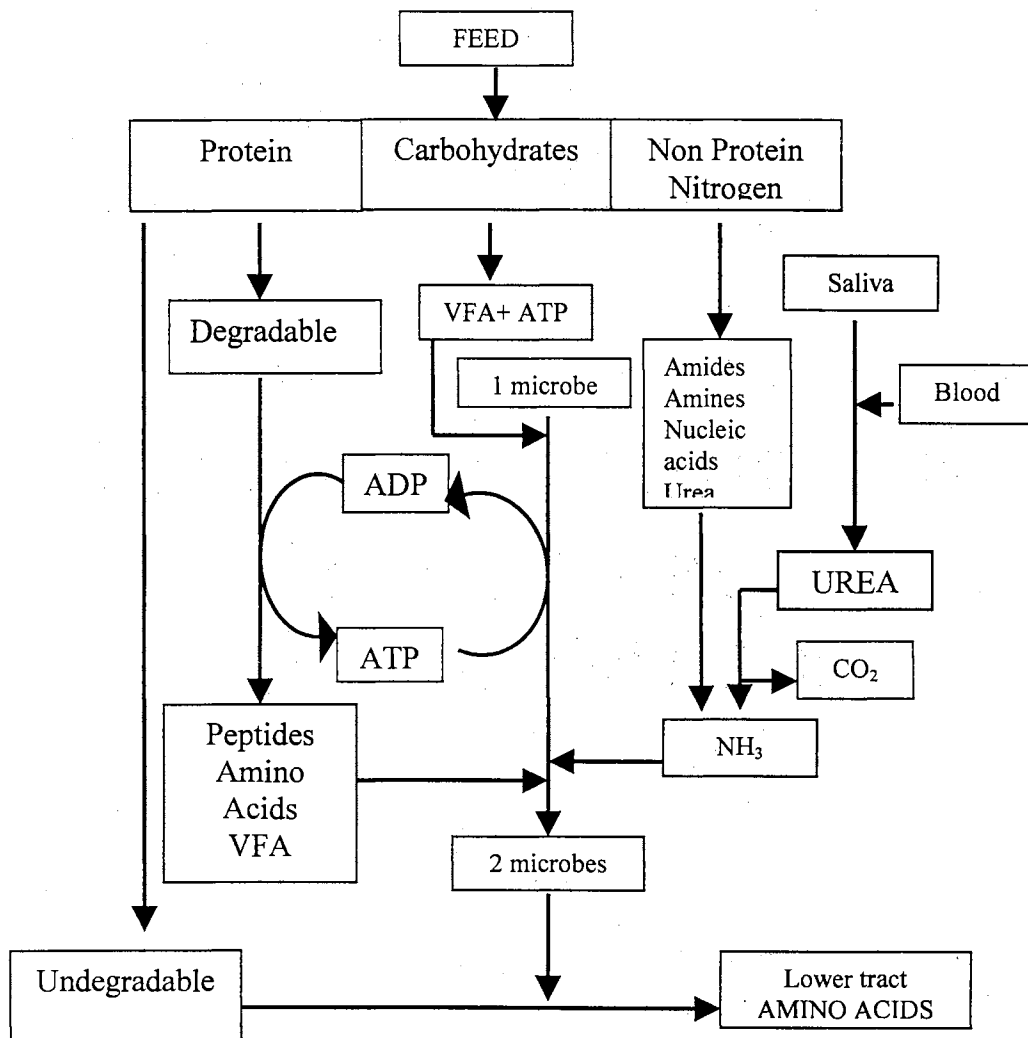 FEED
Protein
Carbohydrates
Non Protein
Nitrogen
Saliva
Degradable
VFA+ ATP
1 microbe
Amides
Amines
Nucleic
acids
Urea
Blood
ADP
UREA
ATP
CO₂
Peptides
Amino
Acids
VFA
NH₃
2 microbes
Undegradable
Lower tract
AMINO ACIDS